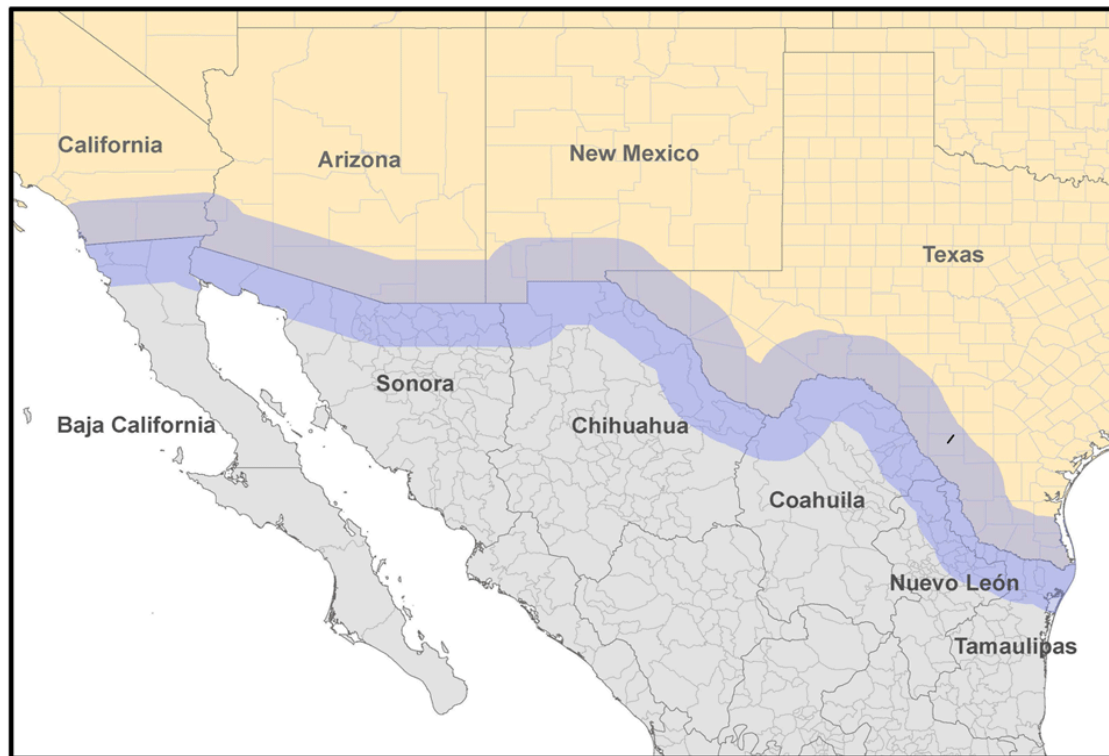 California
Arizona
New Mexico
Texas
Sonora
Baja California
Chihuahua
Coahuila
Nuevo León
Tamaulipas